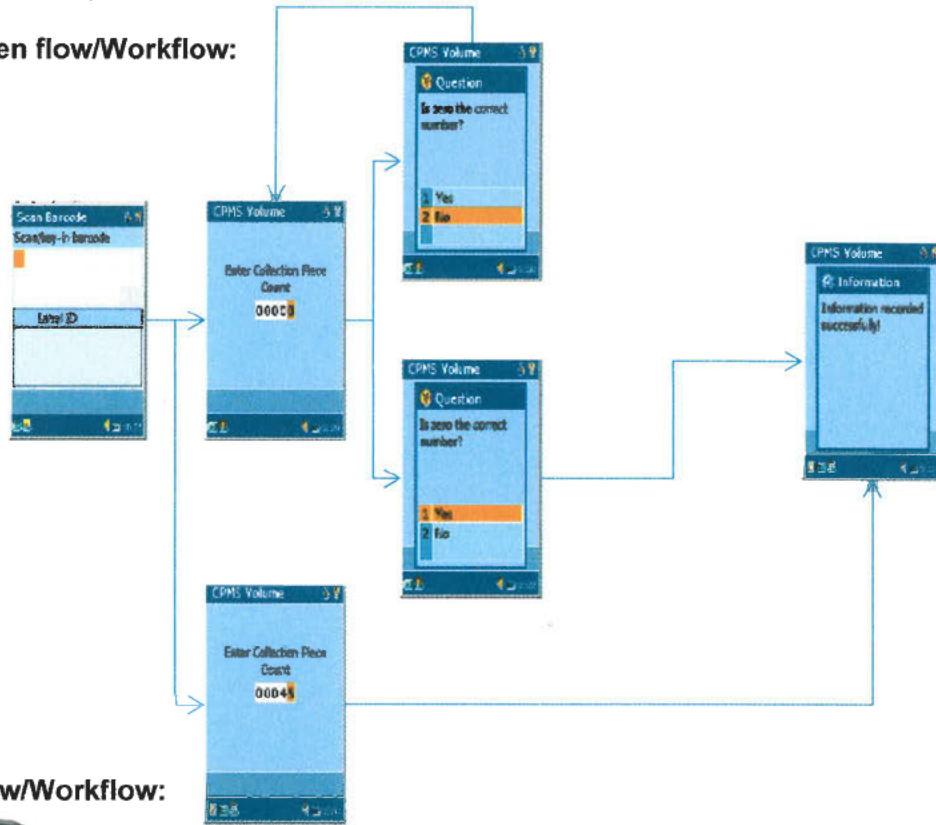 en flow/Workflow:
CPMS Volume
Question
Is zero the correct
number?
1 Yes
2 No
Scan Barcode
Scan/key-in barcode
Label ID
CPMS Volume
Enter Collection Piece
Count
CPMS Volume
Information
Information recorded
successfully!
CPMS Volume
Question
Is zero the correct
number?
1 Yes
2 No
CPMS Volume
Enter Collection Piece
Count
00045
w/Workflow: